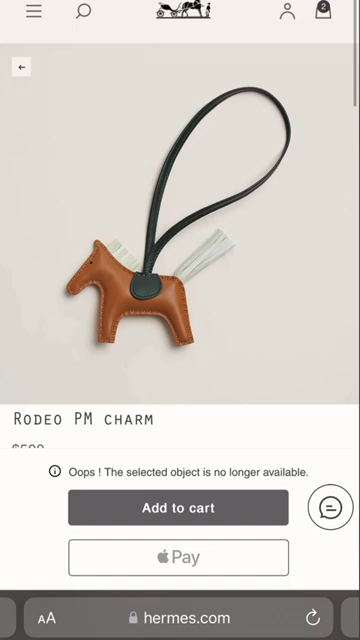 2
RODEO PM CHARM
Oops ! The selected object is no longer available.
Add to cart
Pay
AA hermes.com